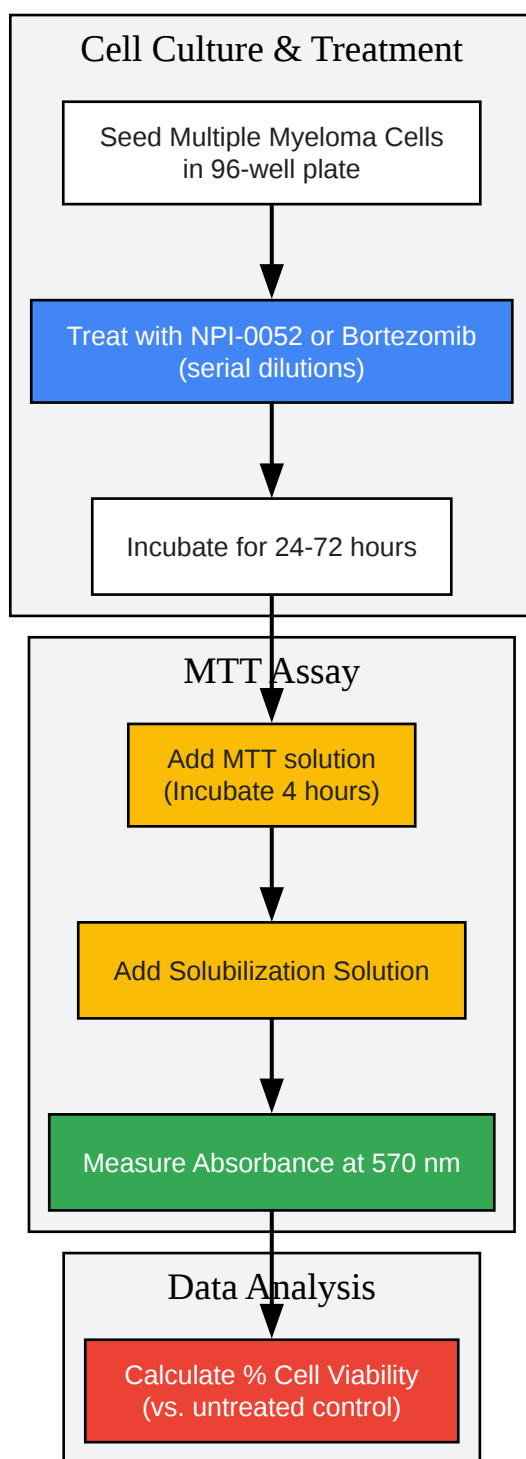 Cell Culture & Treatment
Seed Multiple Myeloma Cells
in 96-well plate
Treat with NPI-0052 or Bortezomib
(serial dilutions)
Incubate for 24-72 hours
MTT Assay
Add MTT solution
(Incubate 4 hours)
Add Solubilization Solution
Measure Absorbance at 570 nm
Data Analysis
Calculate % Cell Viability
(vs. untreated control)